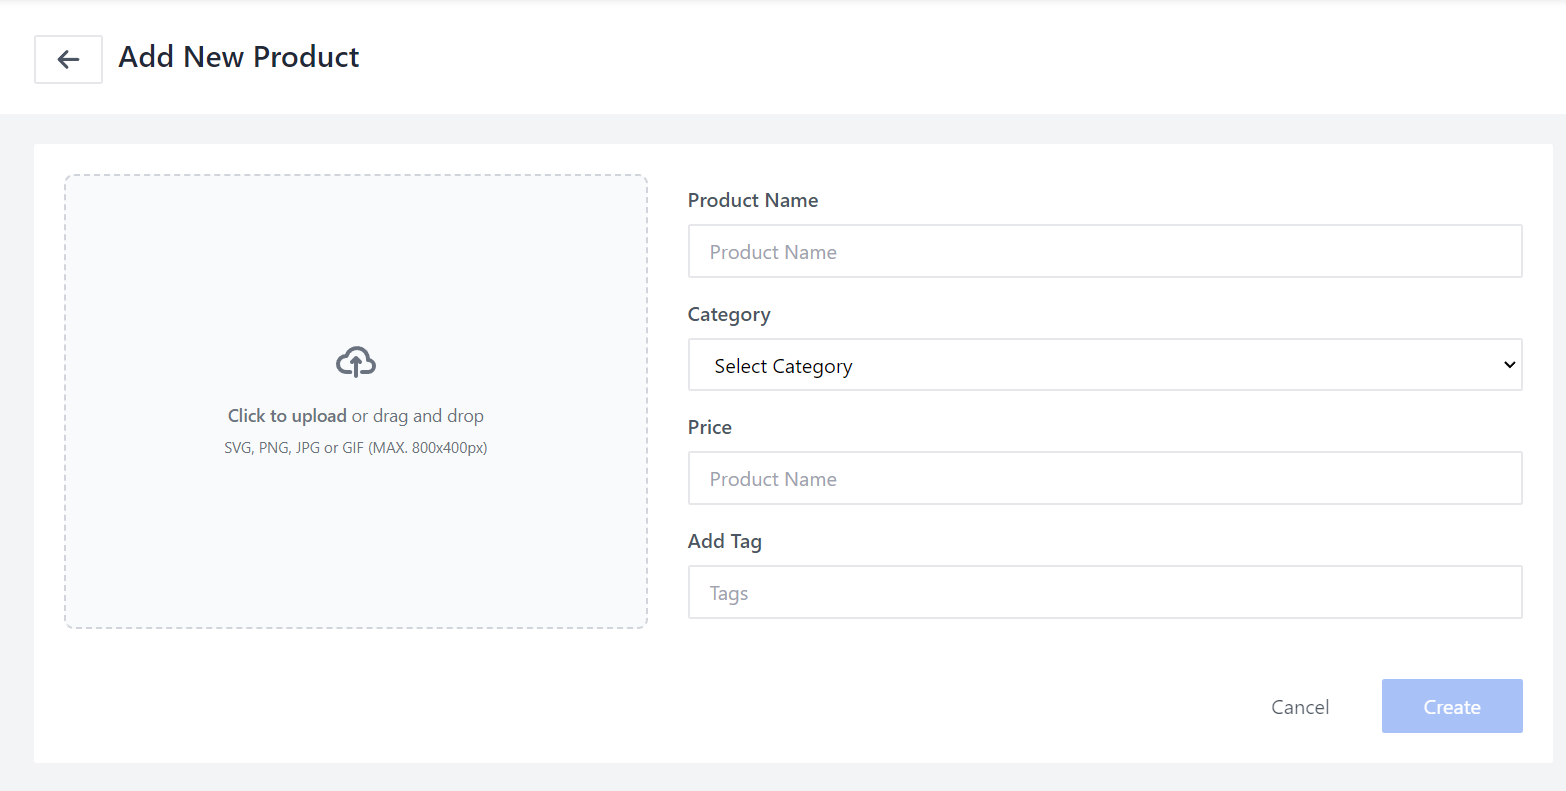 Add New Product
Click to upload or drag and drop
SVG, PNG, JPG or GIF (MAX. 800x400px)
Product Name
Product Name
Category
Select Category
Price
Product Name
Add Tag
Tags
Cancel
Create